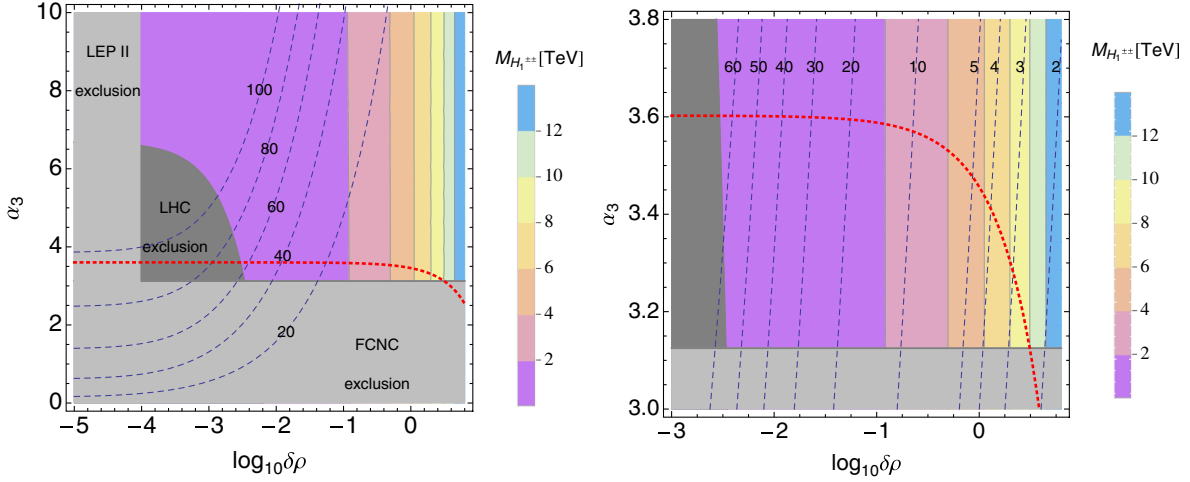 10
8
6
4
2
0
α3
LEP II
exclusion
LHC
exclusion
FCNC
exclusion
100
80
60
40
20
−5 −4 −3 −2 −1 0
log10δρ
MH1±± [TeV]
12
10
8
6
4
2
3.8
3.6
3.4
3.2
3.0
α3
60 50 40 30 20 10 5 4 3 2
−3 −2 −1 0
log10δρ
MH1±± [TeV]
12
10
8
6
4
2